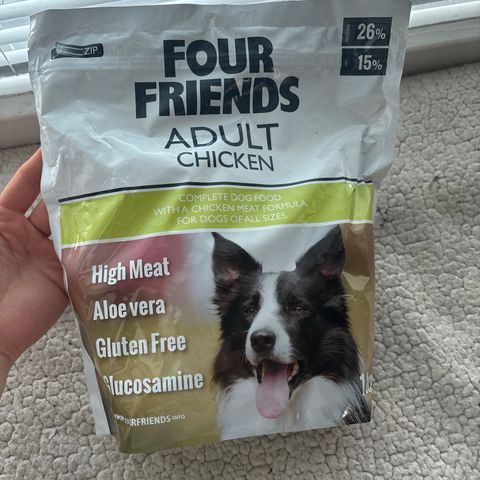 ZIP
FOUR
FRIENDS
26%
15%
ADULT
CHICKEN
COMPLETE DOG FOOD
WITH A CHICKEN MEAT FORMULA
FOR DOGS OF ALL SIZES.
High Meat
Aloe vera
Gluten Free
Glucosamine